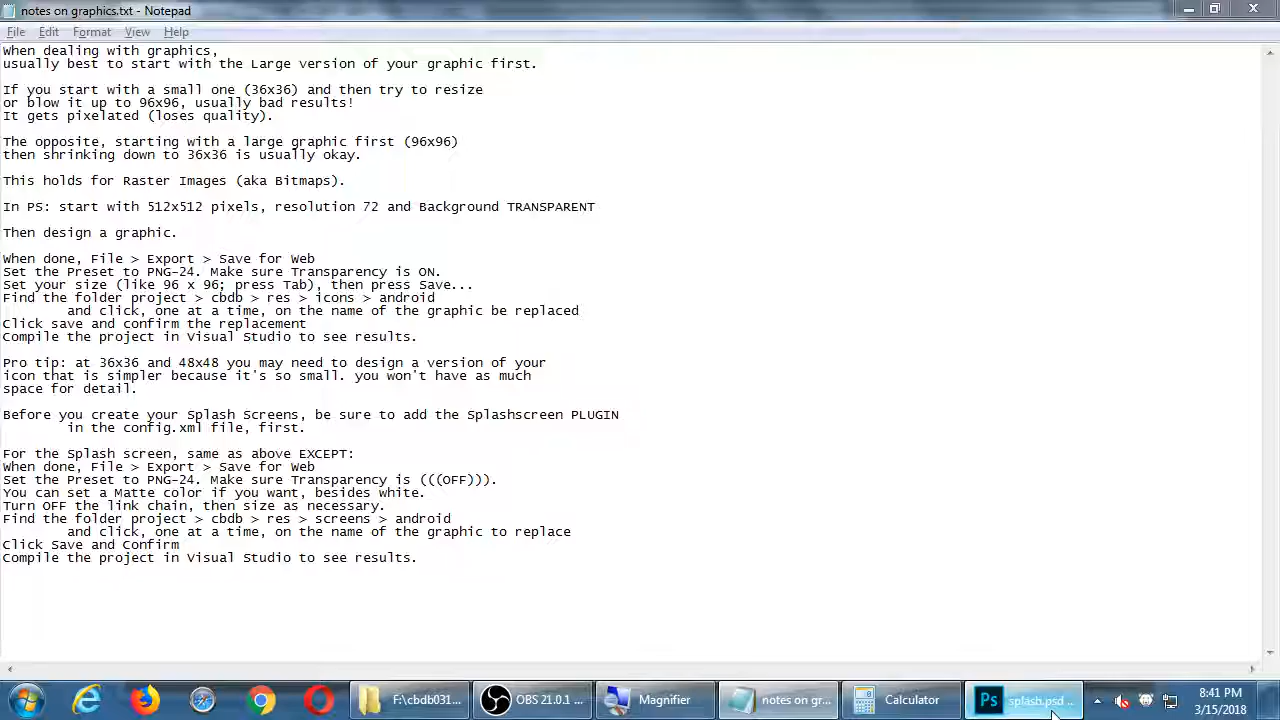 notes on graphics.txt - Notepad
File Edit Format View Help
When dealing with graphics,
usually best to start with the Large version of your graphic first.
If you start with a small one (36x36) and then try to resize
or blow it up to 96x96, usually bad results!
It gets pixelated (loses quality).
The opposite, starting with a large graphic first (96x96)
then shrinking down to 36x36 is usually okay.
This holds for Raster Images (aka Bitmaps).
In PS: start with 512x512 pixels, resolution 72 and Background TRANSPARENT
Then design a graphic.
When done, File > Export > Save for Web
Set the Preset to PNG-24. Make sure Transparency is ON.
Set your size (like 96 x 96; press Tab), then press Save...
Find the folder project > cbdb > res > icons > android
and click, one at a time, on the name of the graphic be replaced
Click save and confirm the replacement
Compile the project in Visual Studio to see results.
Pro tip: at 36x36 and 48x48 you may need to design a version of your
icon that is simpler because it's so small. you won't have as much
space for detail.
Before you create your Splash Screens, be sure to add the Splashscreen PLUGIN
in the config.xml file, first.
For the Splash screen, same as above EXCEPT:
When done, File > Export > Save for Web
Set the Preset to PNG-24. Make sure Transparency is (((OFF))).
You can set a Matte color if you want, besides white.
Turn OFF the link chain, then size as necessary.
Find the folder project > cbdb > res > screens > android
and click, one at a time, on the name of the graphic to replace
Click Save and Confirm
Compile the project in Visual Studio to see results.
F:\cbdb031... OBS 21.0.1 ... Magnifier notes on gr... Calculator Ps splash.psd ... 8:41 PM
3/15/2018